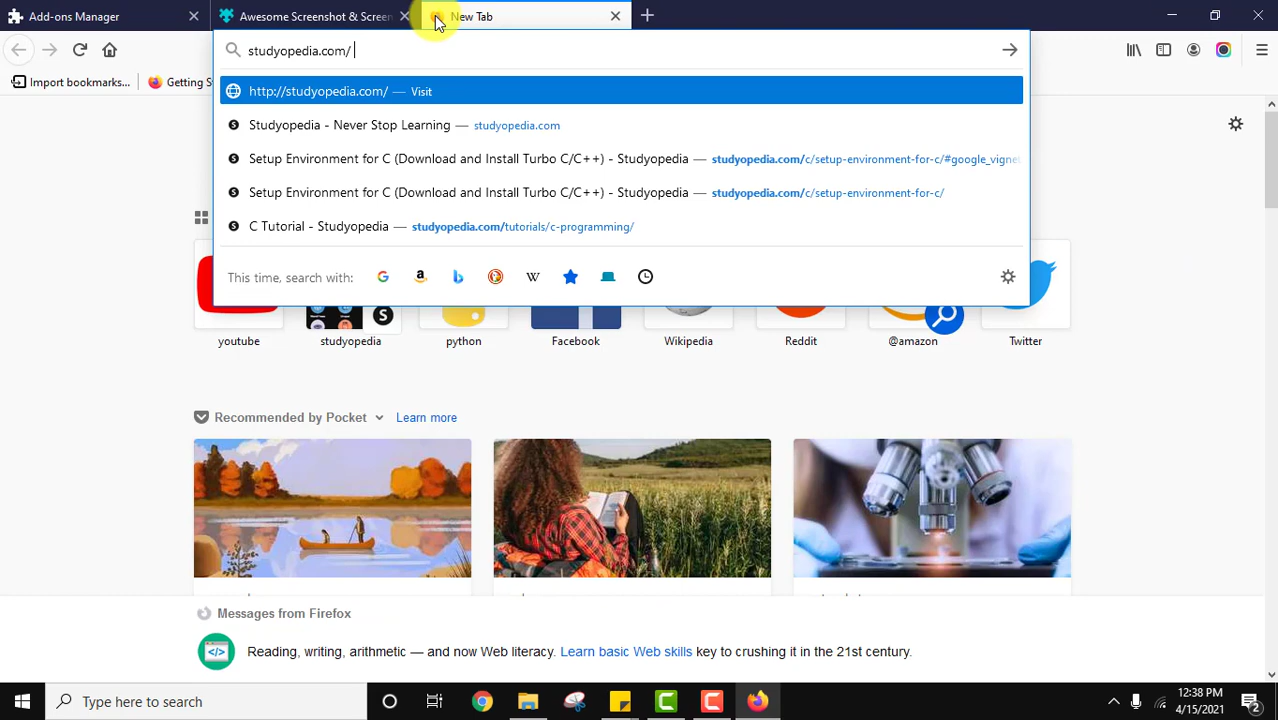 Add-ons Manager
Awesome Screenshot & Screen
New Tab
studyopedia.com/
http://studyopedia.com/ — Visit
Import bookmarks...
Getting S
Studyopedia - Never Stop Learning — studyopedia.com
Setup Environment for C (Download and Install Turbo C/C++) - Studyopedia — studyopedia.com/c/setup-environment-for-c/#google_vigne
Setup Environment for C (Download and Install Turbo C/C++) - Studyopedia — studyopedia.com/c/setup-environment-for-c/
C Tutorial - Studyopedia — studyopedia.com/tutorials/c-programming/
This time, search with:
youtube
studyopedia
python
Facebook
Wikipedia
Reddit
@amazon
Twitter
Recommended by Pocket
Learn more
Messages from Firefox
Reading, writing, arithmetic — and now Web literacy. Learn basic Web skills key to crushing it in the 21st century.
Type here to search
12:38 PM
4/15/2021
2